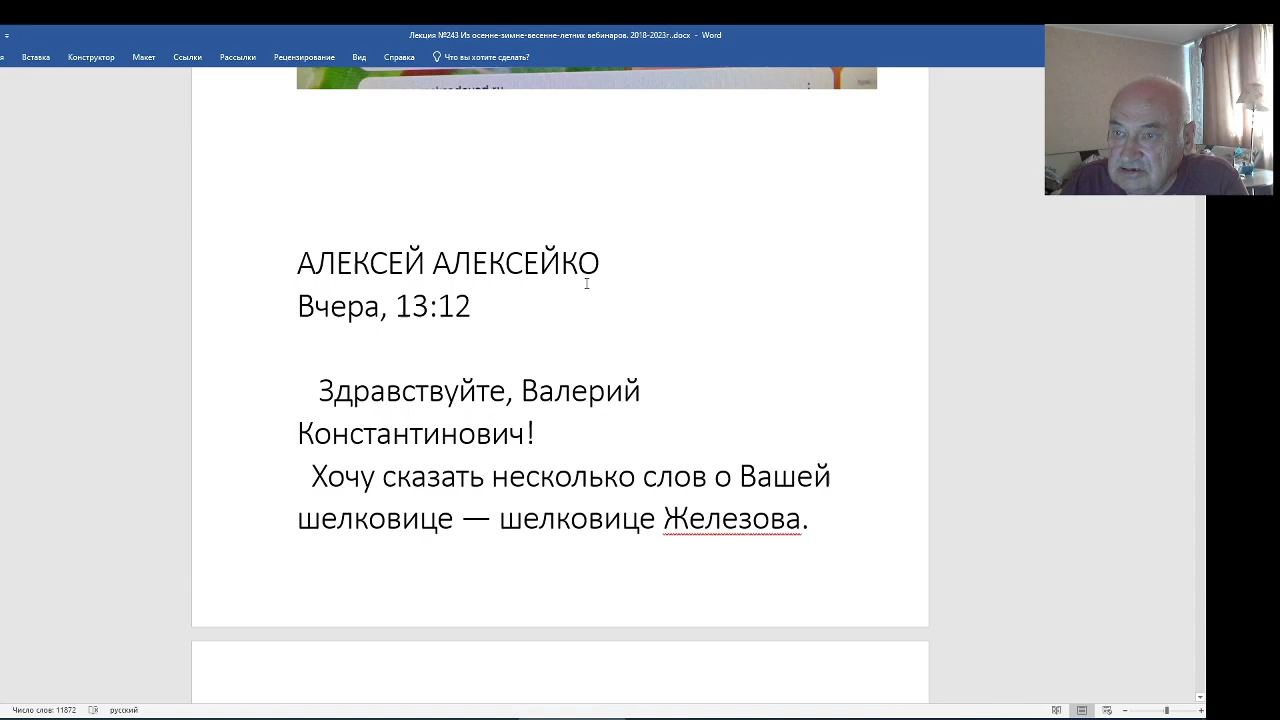 Лекция №243 Из осенне-зимне-весенне-летних вебинаров. 2018-2023г..docx - Word
Вставка Конструктор Макет Ссылки Рассылки Рецензирование Вид Справка Что вы хотите сделать?
АЛЕКСЕЙ АЛЕКСЕЙКО
Вчера, 13:12
Здравствуйте, Валерий
Константинович!
Хочу сказать несколько слов о Вашей
шелковице — шелковице Железова.
Число слов: 11872 русский